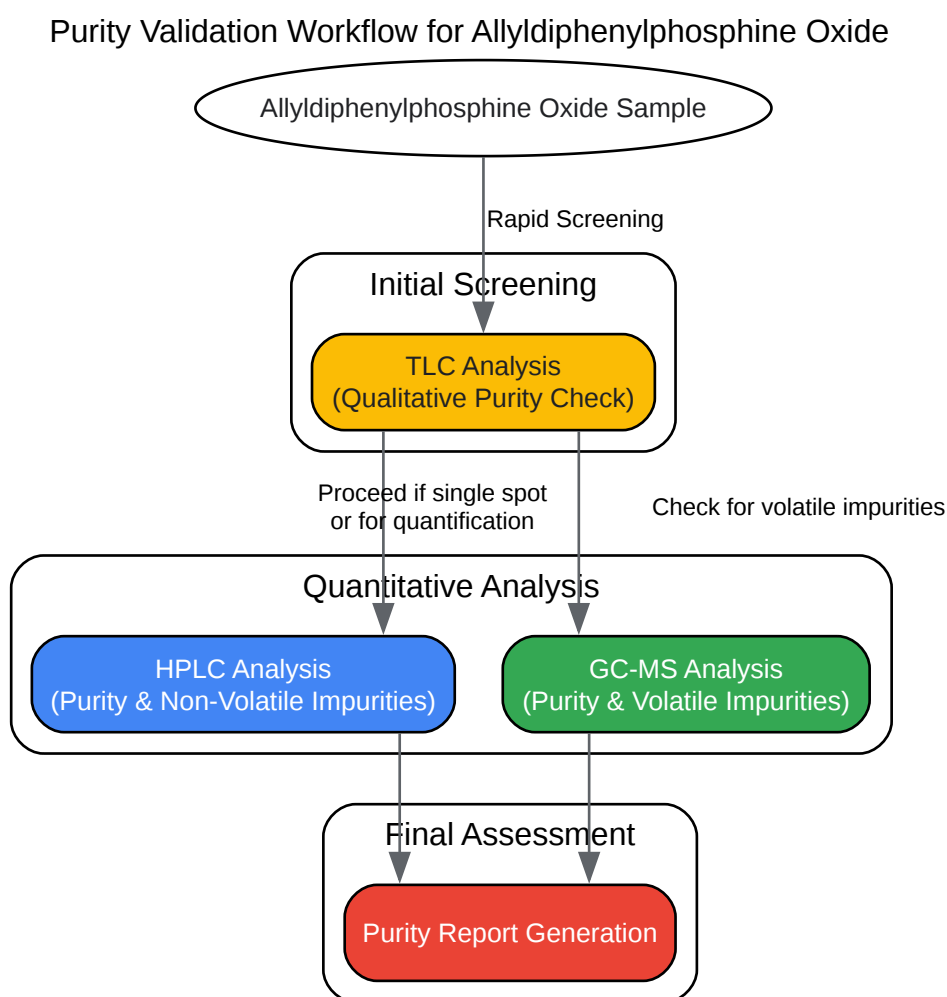 Purity Validation Workflow for Allyldiphenylphosphine Oxide
Allyldiphenylphosphine Oxide Sample
Rapid Screening
Initial Screening
TLC Analysis
(Qualitative Purity Check)
Proceed if single spot
or for quantification
Check for volatile impurities
Quantitative Analysis
HPLC Analysis
(Purity & Non-Volatile Impurities)
GC-MS Analysis
(Purity & Volatile Impurities)
Final Assessment
Purity Report Generation